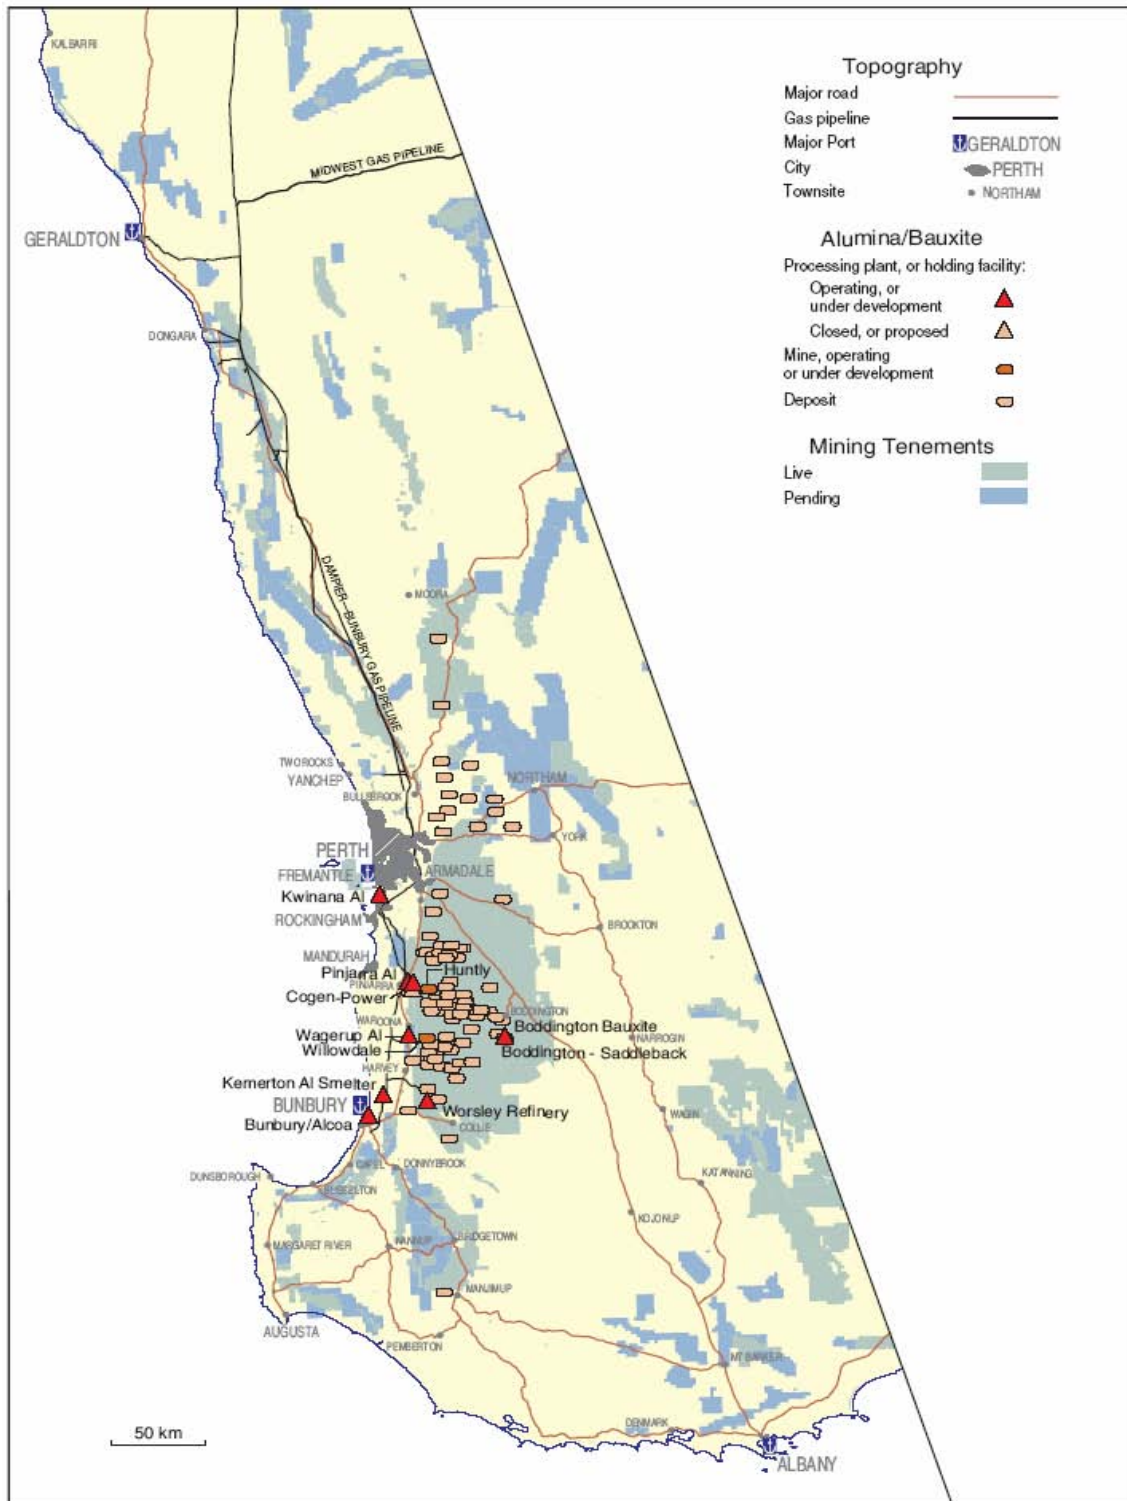 KALBARRI
Topography
Major road
Gas pipeline
Major Port
GERALDTON
City
PERTH
Townsite
NORTHAM
MIDWEST GAS PIPELINE
GERALDTON
Alumina/Bauxite
Processing plant, or holding facility:
Operating, or
under development
Closed, or proposed
Mine, operating
or under development
Deposit
DONGARA
Mining Tenements
Live
Pending
DAMPIER–BUNBURY GAS PIPELINE
MOORA
TWO ROCKS
YANCHEP
NORTHAM
BULLSBROOK
YORK
PERTH
FREMANTLE
ARMADALE
Kwinana Al
ROCKINGHAM
BROOKTON
MANDURAH
Pinjarra Al
Huntly
PINJARRA
Cogen-Power
BODDINGTON
WAROONA
Boddington Bauxite
Wagerup Al
NARROGIN
Willowdale
Boddington - Saddleback
HARVEY
Kemerton Al Smelter
BUNBURY
Worsley Refinery
WAGIN
Bunbury/Alcoa
COLLIE
CAPEL
DONNYBROOK
DUNSBOROUGH
KATANNING
BUSSELTON
KOJONUP
MARGARET RIVER
NANNUP
BRIDGETOWN
MANJIMUP
AUGUSTA
PEMBERTON
MT BARKER
DENMARK
50 km
ALBANY